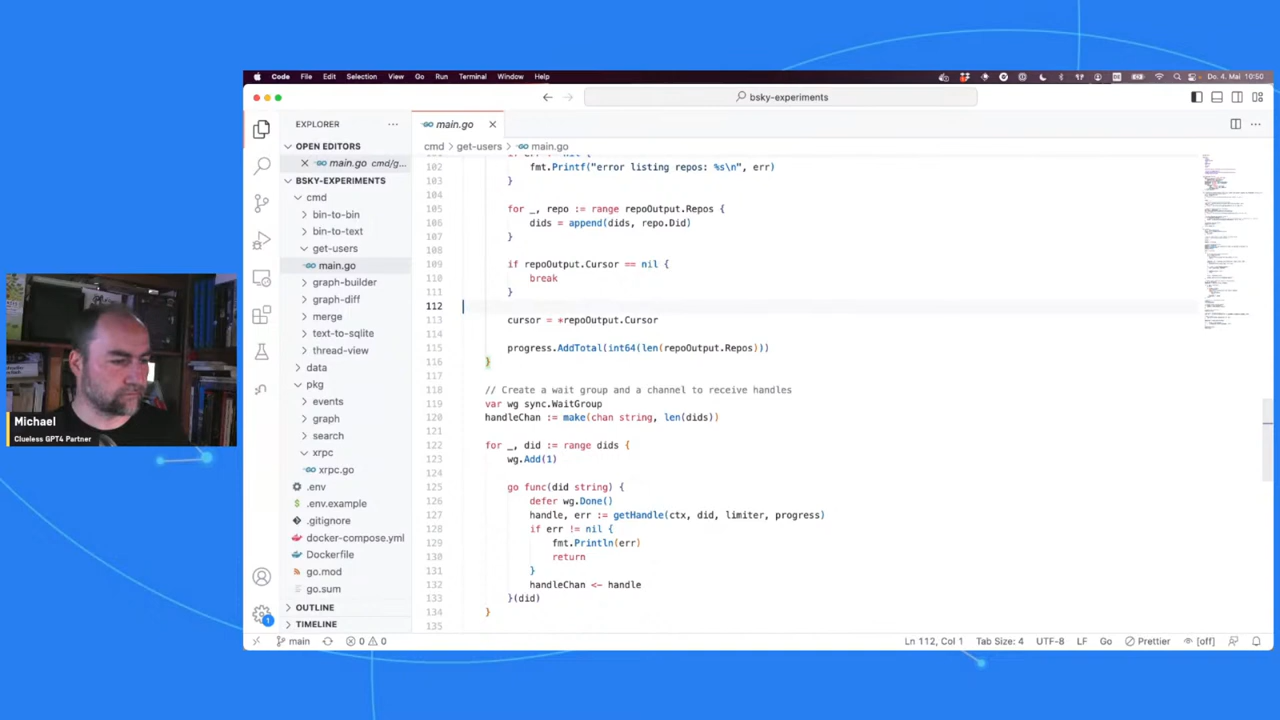 Code File Edit Selection View Go Run Terminal Window Help
Do. 4. Mai 10:50
bsky-experiments
EXPLORER
main.go
OPEN EDITORS
main.go cmd/g...
BSKY-EXPERIMENTS
cmd
bin-to-bin
bin-to-text
get-users
main.go
graph-builder
graph-diff
merge
text-to-sqlite
thread-view
data
pkg
events
graph
search
xrpc
xrpc.go
.env
.env.example
.gitignore
docker-compose.yml
Dockerfile
go.mod
go.sum
OUTLINE
TIMELINE
cmd > get-users > main.go
102 fmt.Printf("error listing repos: %s\n", err)
103 }
104
105 for _, repo := range repoOutput.Repos {
106 dids = append(dids, repo.Did)
107 }
108
109 if repoOutput.Cursor == nil {
110 break
111 }
112
113 = *repoOutput.Cursor
114
115 progress.AddTotal(int64(len(repoOutput.Repos)))
116 }
117
118 // Create a wait group and a channel to receive handles
119 var wg sync.WaitGroup
120 handleChan := make(chan string, len(dids))
121
122 for _, did := range dids {
123 wg.Add(1)
124
125 go func(did string) {
126 defer wg.Done()
127 handle, err := getHandle(ctx, did, limiter, progress)
128 if err != nil {
129 fmt.Println(err)
130 return
131 }
132 handleChan <- handle
133 }(did)
134 }
135
main
0 0
Ln 112, Col 1 Tab Size: 4 UTF-8 LF Go Prettier [off]
1
Michael
Clueless GPT4 Partner